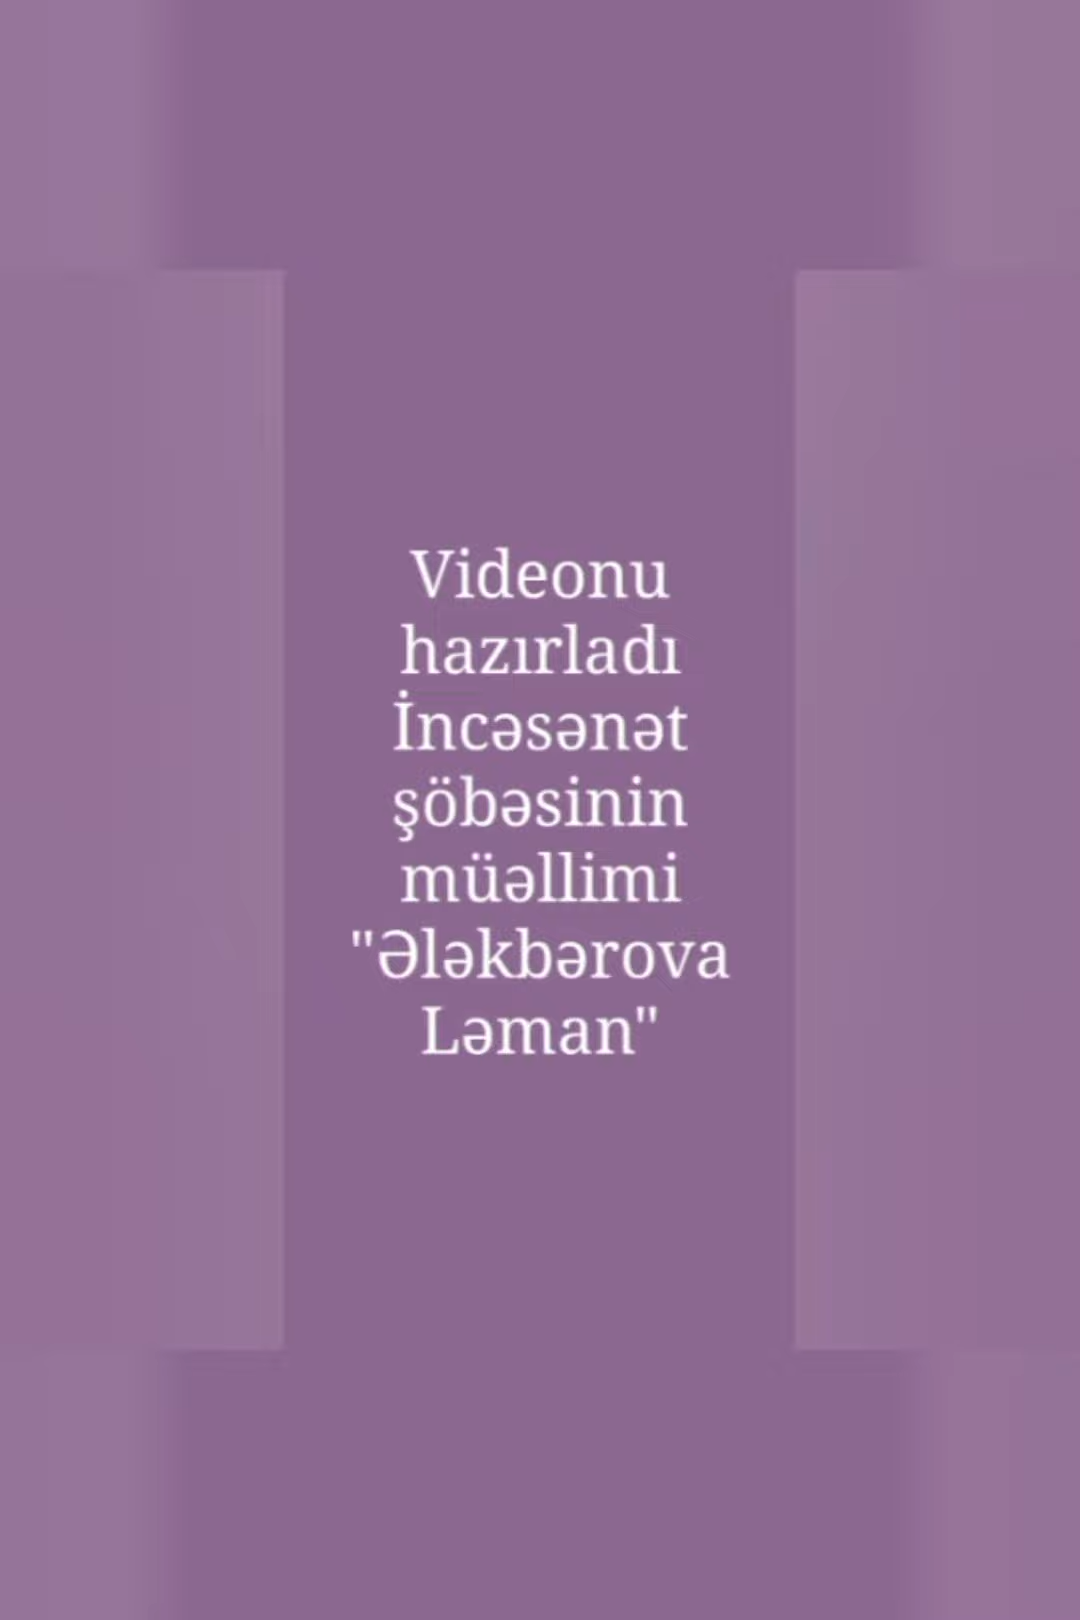 Videonu
hazırladı
İncəsənət
şöbəsinin
müəllimi
"Ələkbərova
Ləman"